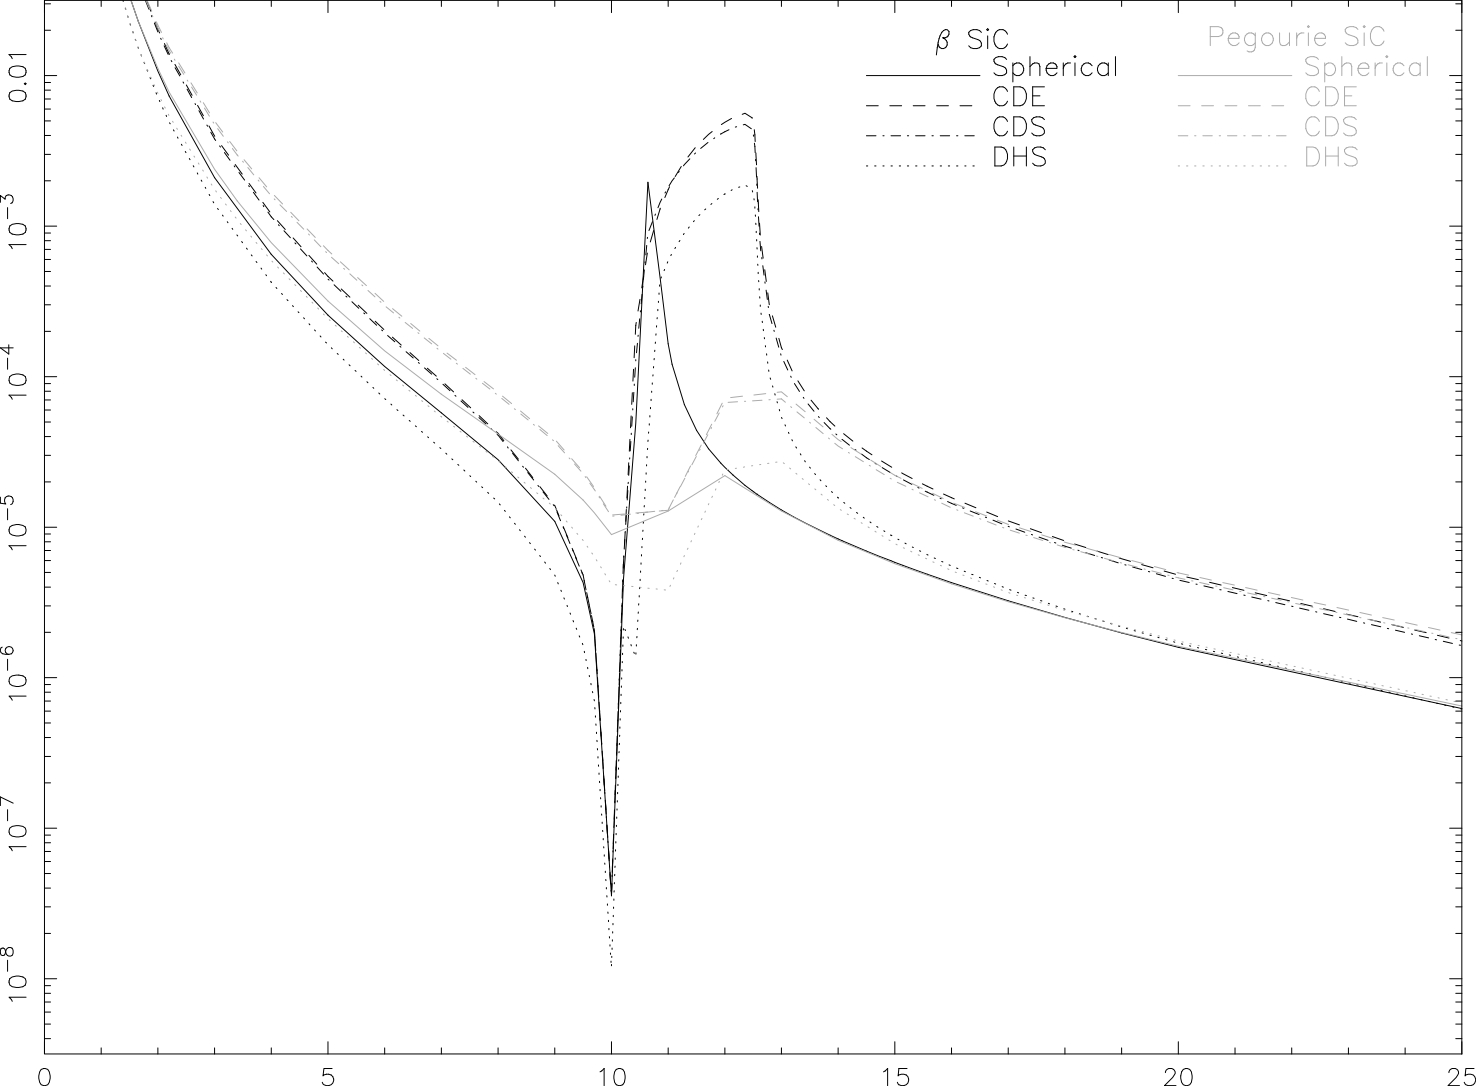 β SiC Pegourie SiC
Spherical Spherical
CDE CDE
CDS CDS
DHS DHS
0.01
10⁻³
10⁻⁴
10⁻⁵
10⁻⁶
10⁻⁷
10⁻⁸
0 5 10 15 20 25